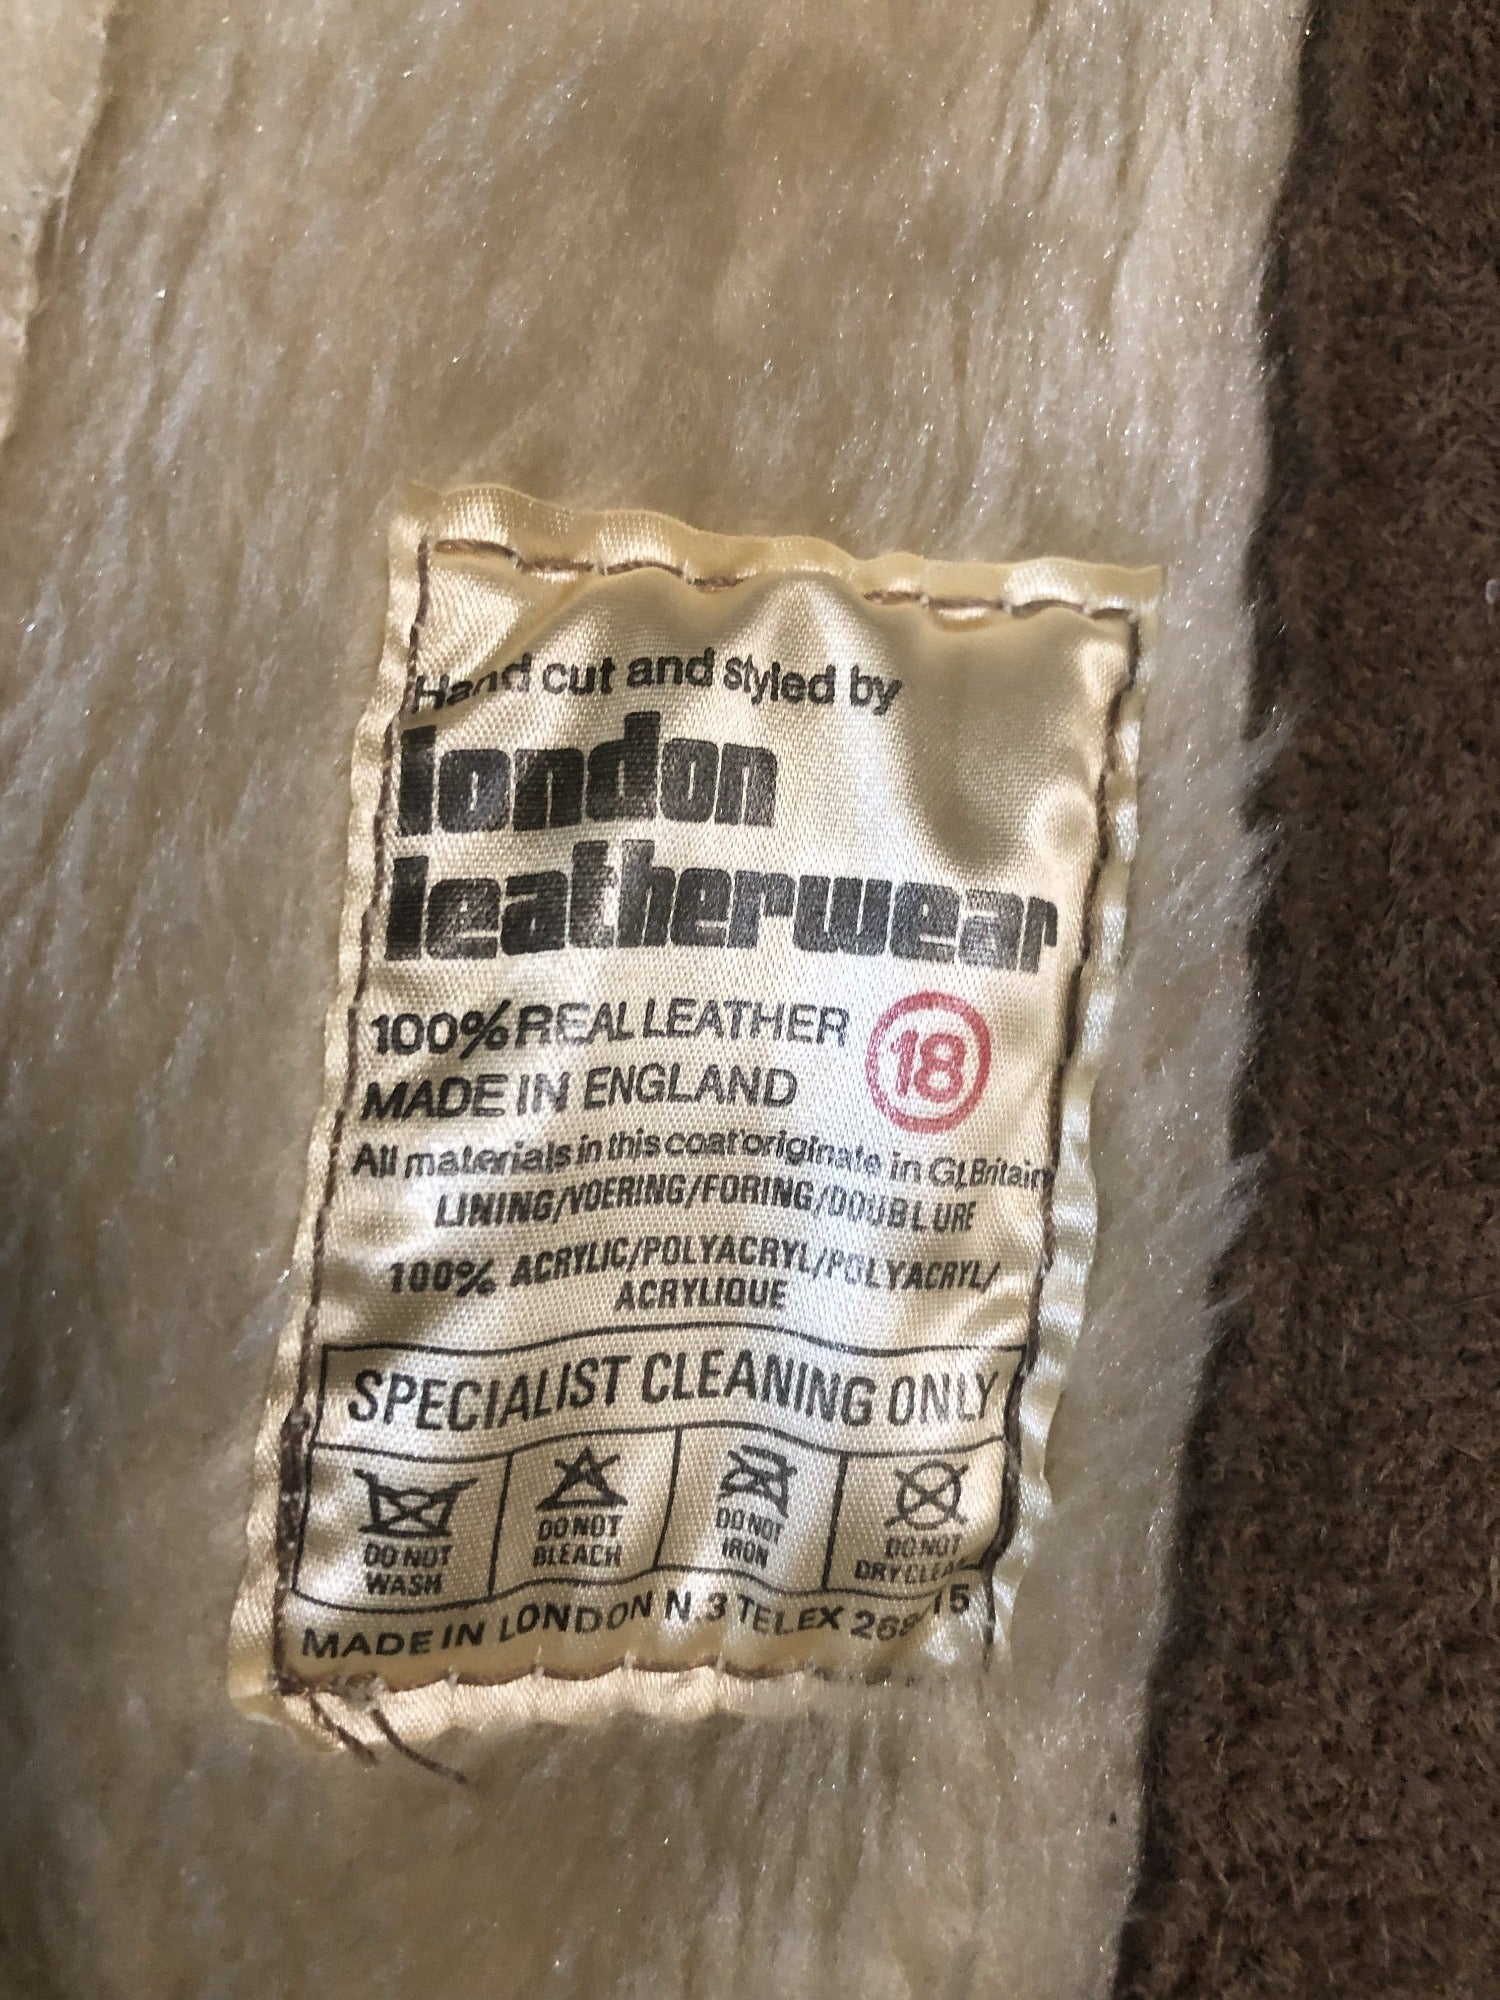 Hand cut and styled by
london
leatherwear
100% REAL LEATHER
MADE IN ENGLAND
18
All materials in this coat originate in Gt.Britain
LINING/VOERING/FORING/DOUBLURE
100% ACRYLIC/POLYACRYL/POLYACRYL/
ACRYLIQUE
SPECIALIST CLEANING ONLY
DO NOT
WASH
DO NOT
BLEACH
DO NOT
IRON
DO NOT
DRY CLEAN
MADE IN LONDON N.3 TELEX